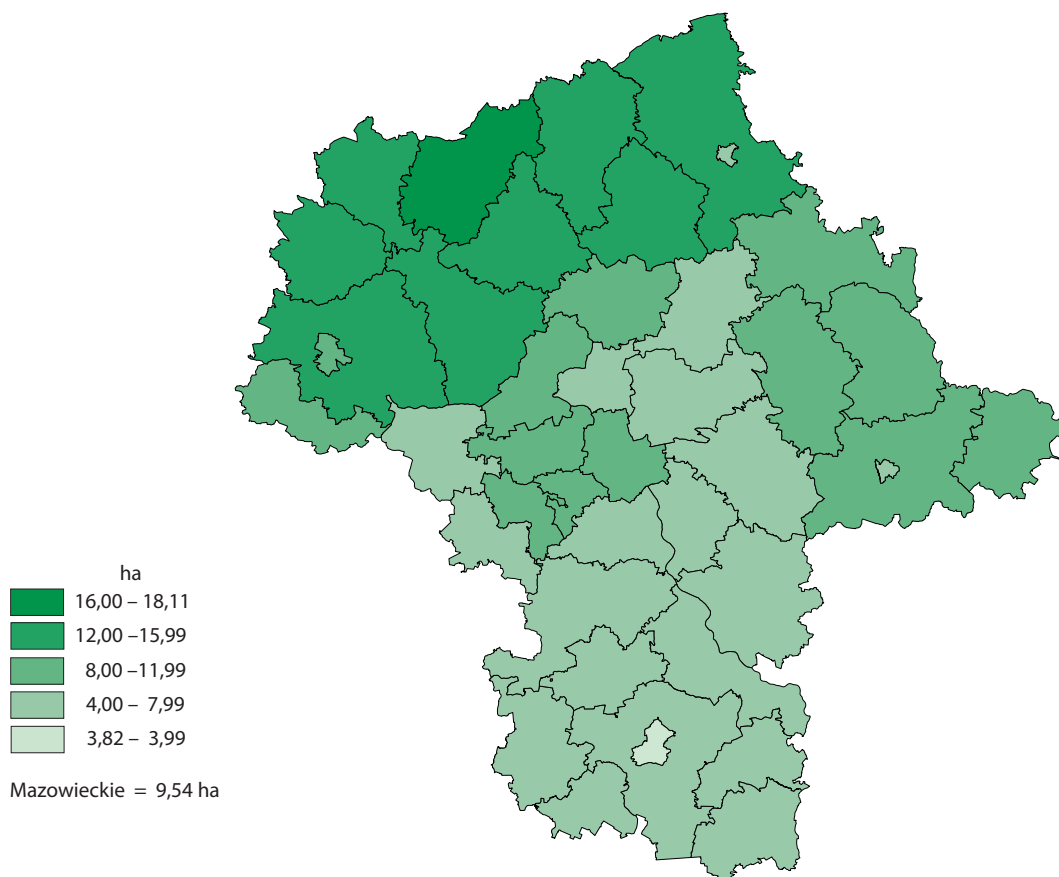 ha
16,00 – 18,11
12,00 –15,99
8,00 –11,99
4,00 – 7,99
3,82 – 3,99
Mazowieckie = 9,54 ha